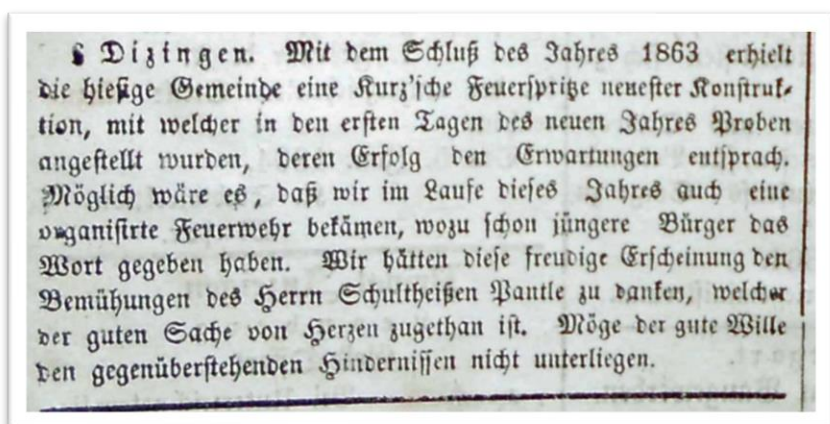 § Dizingen. Mit dem Schluß des Jahres 1863 erhielt
die hiesige Gemeinde eine Kurz'sche Feuerspritze neuester Konstruk-
tion, mit welcher in den ersten Tagen des neuen Jahres Proben
angestellt wurden, deren Erfolg den Erwartungen entsprach.
Möglich wäre es, daß wir im Laufe dieses Jahres auch eine
organisirte Feuerwehr bekämen, wozu schon jüngere Bürger das
Wort gegeben haben. Wir hätten diese freudige Erscheinung den
Bemühungen des Herrn Schultheißen Pantle zu danken, welcher
der guten Sache von Herzen zugethan ist. Möge der gute Wille
den gegenüberstehenden Hindernissen nicht unterliegen.